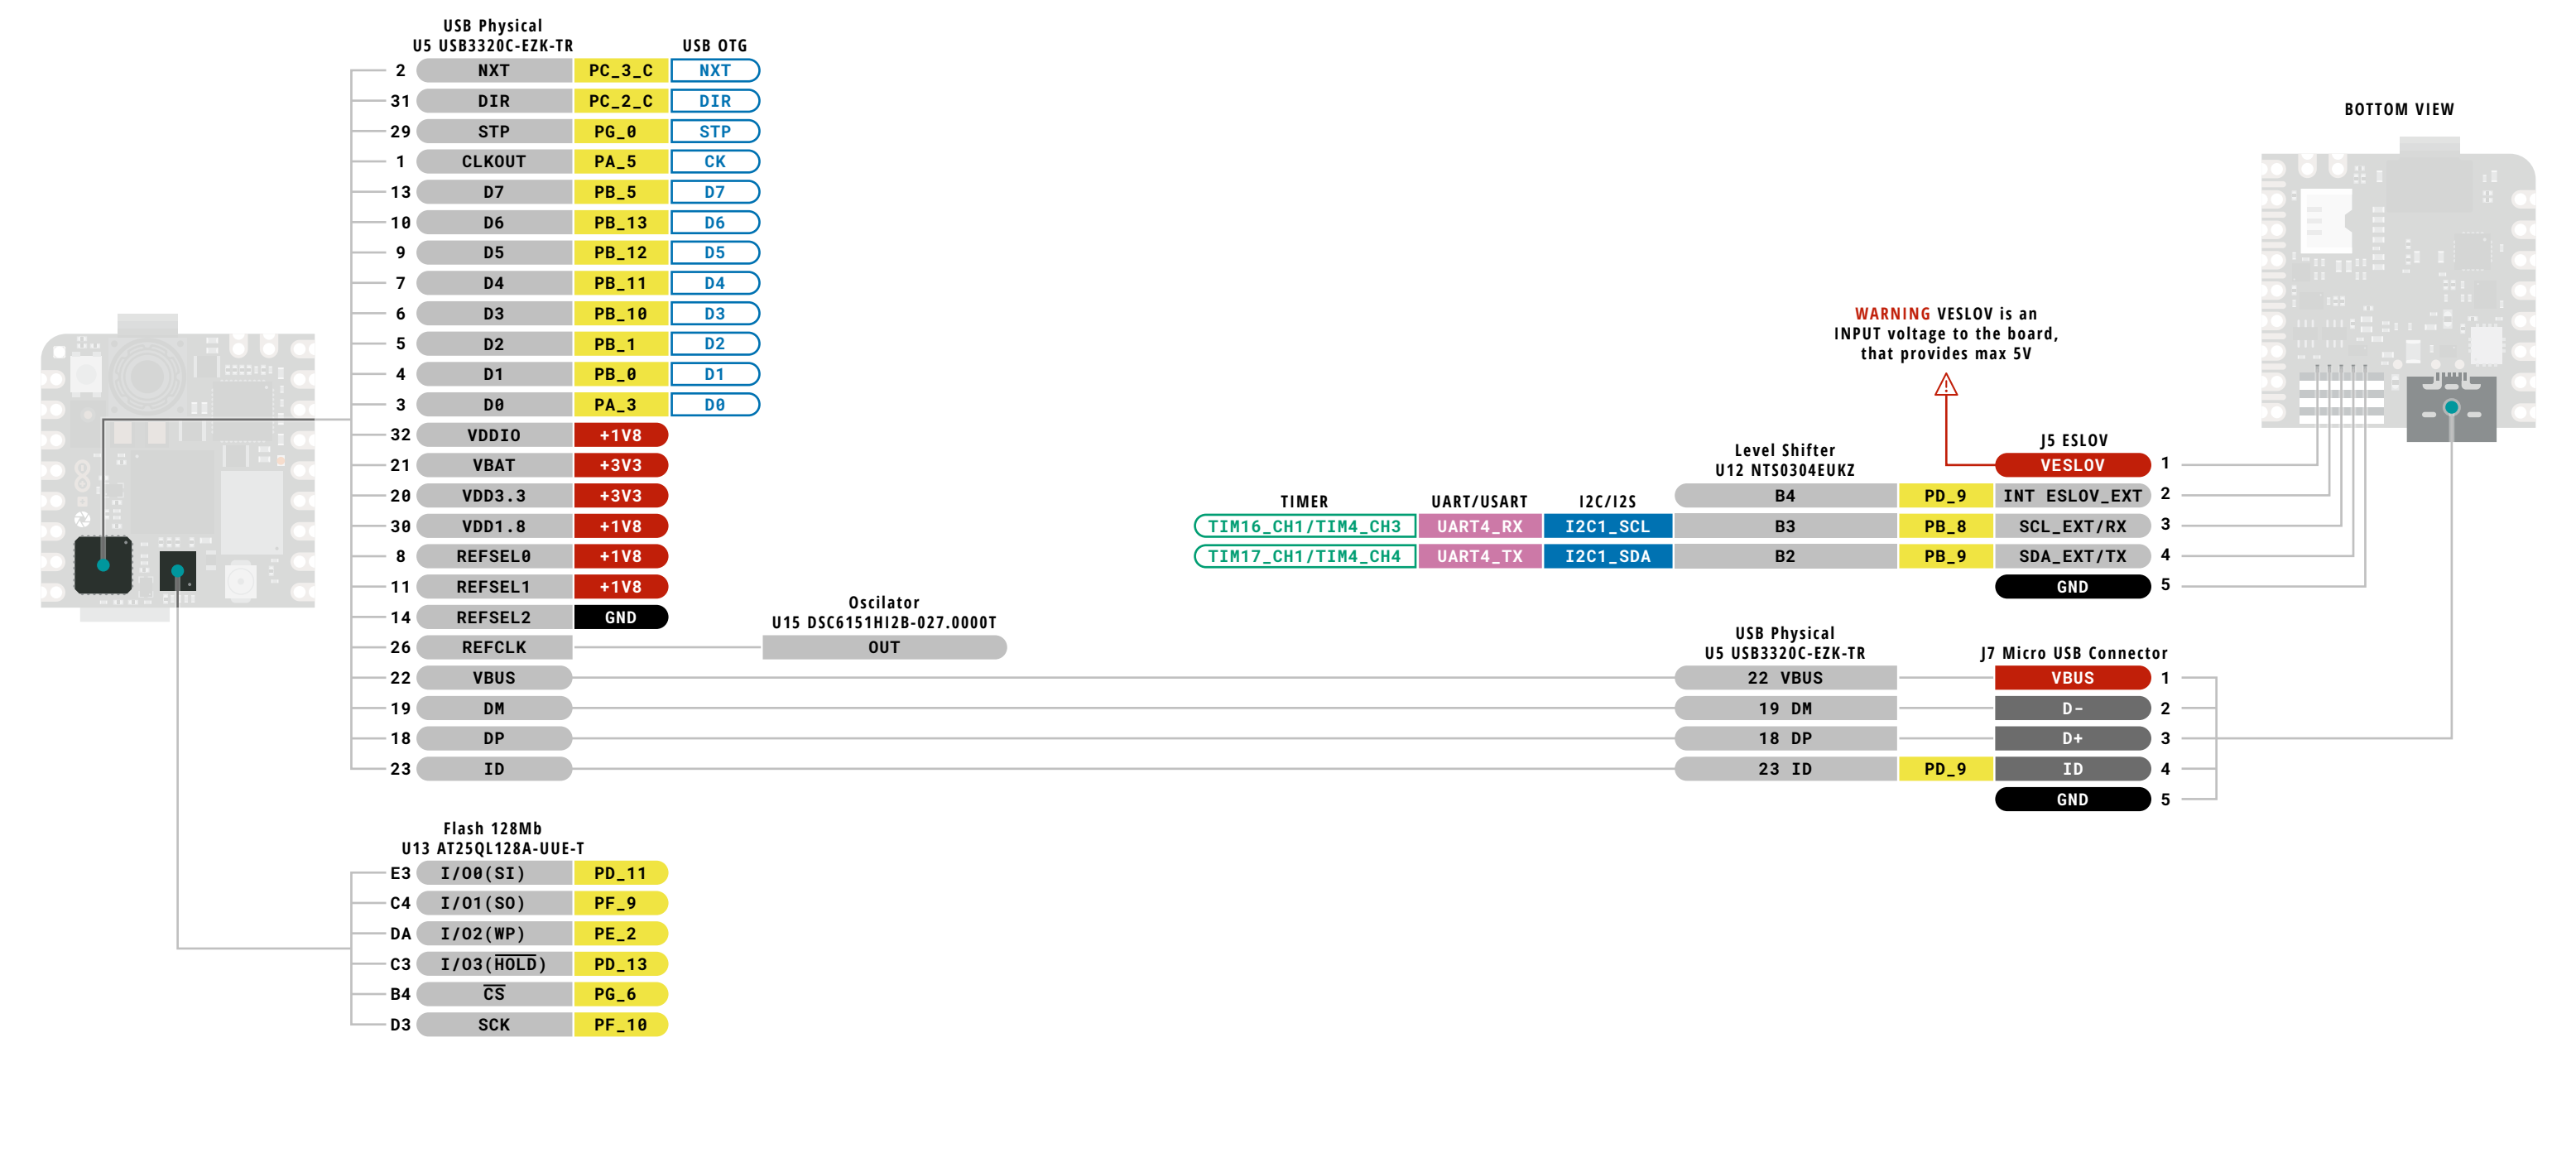 USB Physical
U5 USB3320C-EZK-TR USB OTG
2 NXT PC_3_C NXT
31 DIR PC_2_C DIR
29 STP PG_0 STP
1 CLKOUT PA_5 CK
13 D7 PB_5 D7
10 D6 PB_13 D6
9 D5 PB_12 D5
7 D4 PB_11 D4
6 D3 PB_10 D3
5 D2 PB_1 D2
4 D1 PB_0 D1
3 D0 PA_3 D0
32 VDDIO +1V8
21 VBAT +3V3
20 VDD3.3 +3V3
30 VDD1.8 +1V8
8 REFSEL0 +1V8
11 REFSEL1 +1V8
14 REFSEL2 GND
Oscilator
U15 DSC6151HI2B-027.0000T
26 REFCLK OUT
22 VBUS
19 DM
18 DP
23 ID
Flash 128Mb
U13 AT25QL128A-UUE-T
E3 I/O0(SI) PD_11
C4 I/O1(SO) PF_9
DA I/O2(WP) PE_2
C3 I/O3(HOLD) PD_13
B4 CS PG_6
D3 SCK PF_10
BOTTOM VIEW
WARNING VESLOV is an
INPUT voltage to the board,
that provides max 5V
J5 ESLOV
Level Shifter
U12 NTS0304EUKZ
VESLOV 1
TIMER UART/USART I2C/I2S
B4 PD_9 INT ESLOV_EXT 2
TIM16_CH1/TIM4_CH3 UART4_RX I2C1_SCL B3 PB_8 SCL_EXT/RX 3
TIM17_CH1/TIM4_CH4 UART4_TX I2C1_SDA B2 PB_9 SDA_EXT/TX 4
GND 5
USB Physical
U5 USB3320C-EZK-TR J7 Micro USB Connector
22 VBUS VBUS 1
19 DM D- 2
18 DP D+ 3
23 ID PD_9 ID 4
GND 5